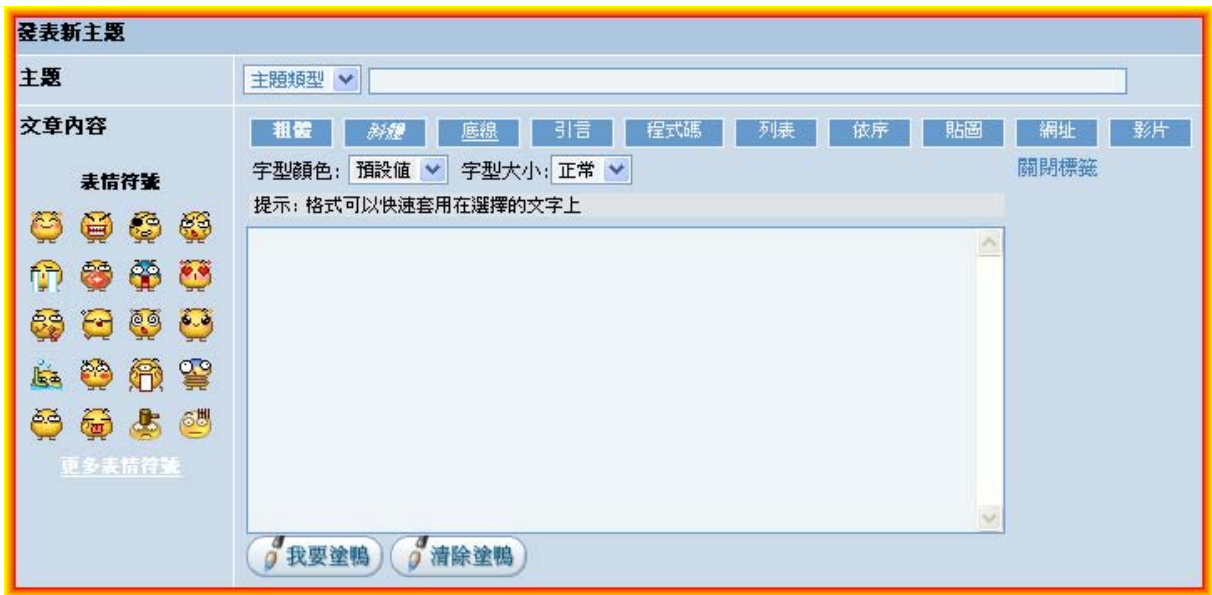 發表新主題
主題 主題類型
文章內容 粗體 斜體 底線 引言 程式碼 列表 依序 貼圖 網址 影片
字型顏色: 預設值 字型大小: 正常 關閉標籤
表情符號
提示: 格式可以快速套用在選擇的文字上
更多表情符號
我要塗鴨 清除塗鴨